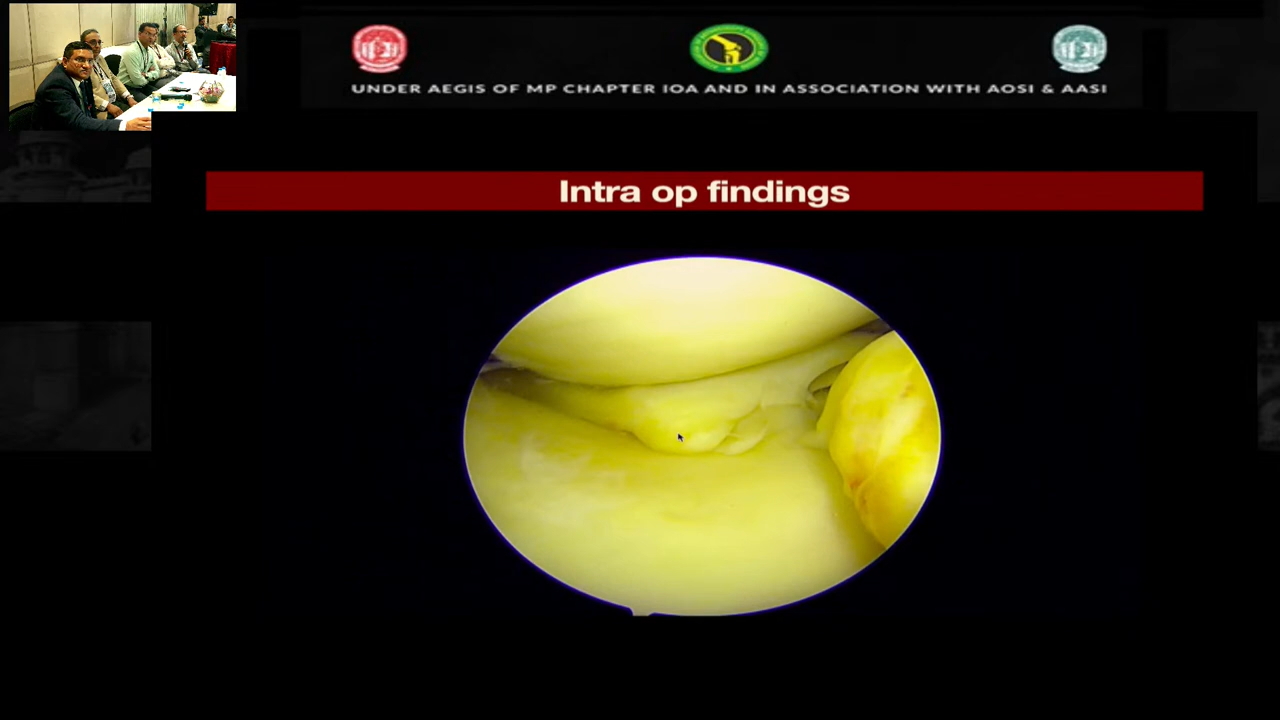 UNDER AEGIS OF MP CHAPTER IOA AND IN ASSOCIATION WITH AOSI & AASI
Intra op findings